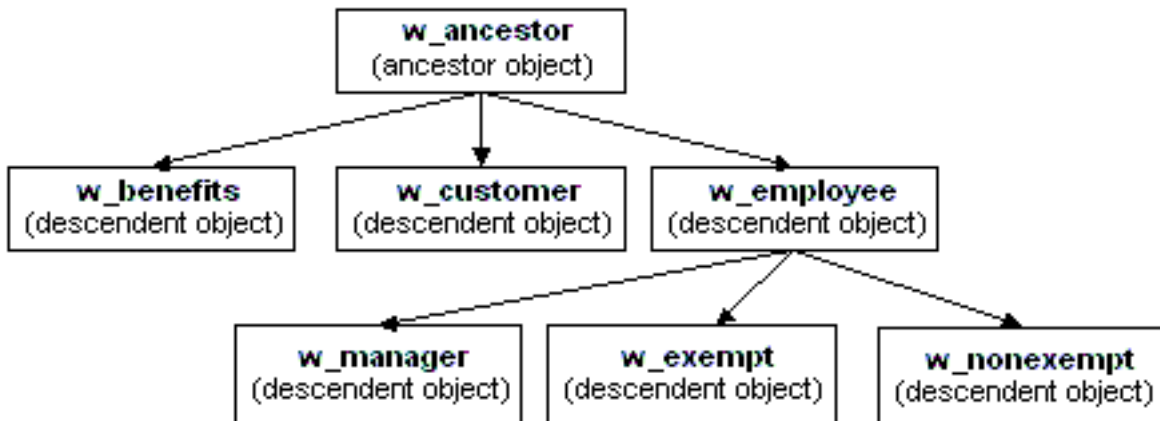 w_ancestor
(ancestor object)
w_benefits
(descendent object)
w_customer
(descendent object)
w_employee
(descendent object)
w_manager
(descendent object)
w_exempt
(descendent object)
w_nonexempt
(descendent object)